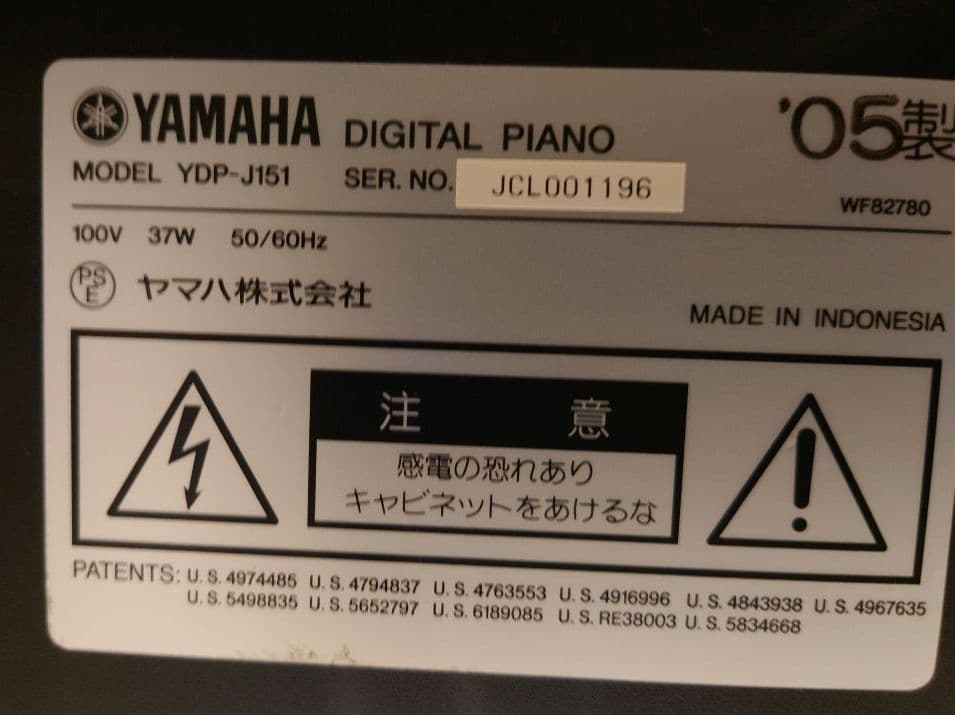 YAMAHA DIGITAL PIANO '05製
MODEL YDP-J151 SER. NO. JCL001196
WF82780
100V 37W 50/60Hz
PSE ヤマハ株式会社
MADE IN INDONESIA
注意
感電の恐れあり
キャビネットをあけるな
PATENTS: U.S. 4974485 U.S. 4794837 U.S. 4763553 U.S. 4916996 U.S. 4843938 U.S. 4967635
U.S. 5498835 U.S. 5652797 U.S. 6189085 U.S. RE38003 U.S. 5834668